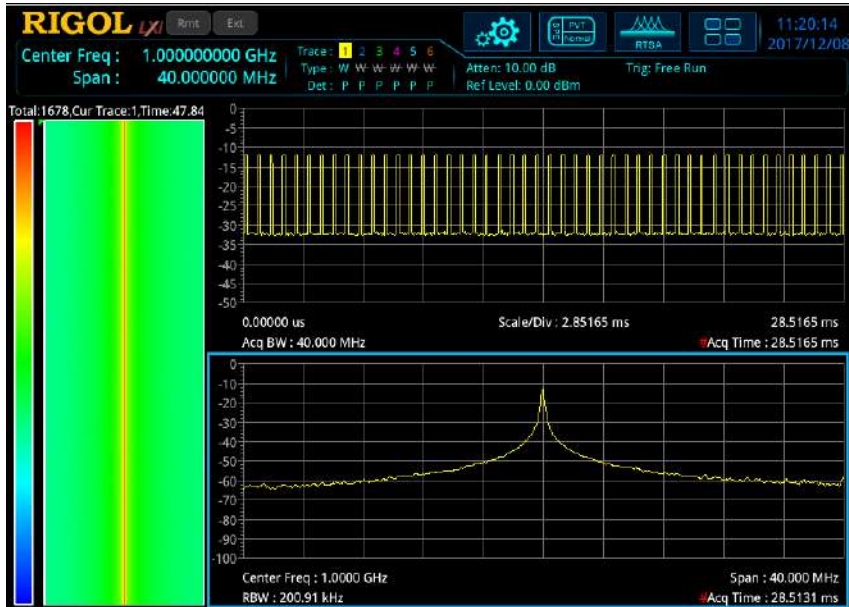 RIGOL LXI Rmt Ext
PVT
Normal
RTSA
11:20:14
2017/12/08
Center Freq : 1.000000000 GHz
Span : 40.000000 MHz
Trace : 1 2 3 4 5 6
Type : W W W W W W
Det : P P P P P P
Atten: 10.00 dB
Trig: Free Run
Ref Level: 0.00 dBm
Total:1678,Cur Trace:1,Time:47.84
0
-5
-10
-15
-20
-25
-30
-35
-40
-45
-50
0.00000 us
Scale/Div : 2.85165 ms
28.5165 ms
Acq BW : 40.000 MHz
#Acq Time : 28.5165 ms
0
-10
-20
-30
-40
-50
-60
-70
-80
-90
-100
Center Freq : 1.0000 GHz
Span : 40.000 MHz
RBW : 200.91 kHz
#Acq Time : 28.5131 ms